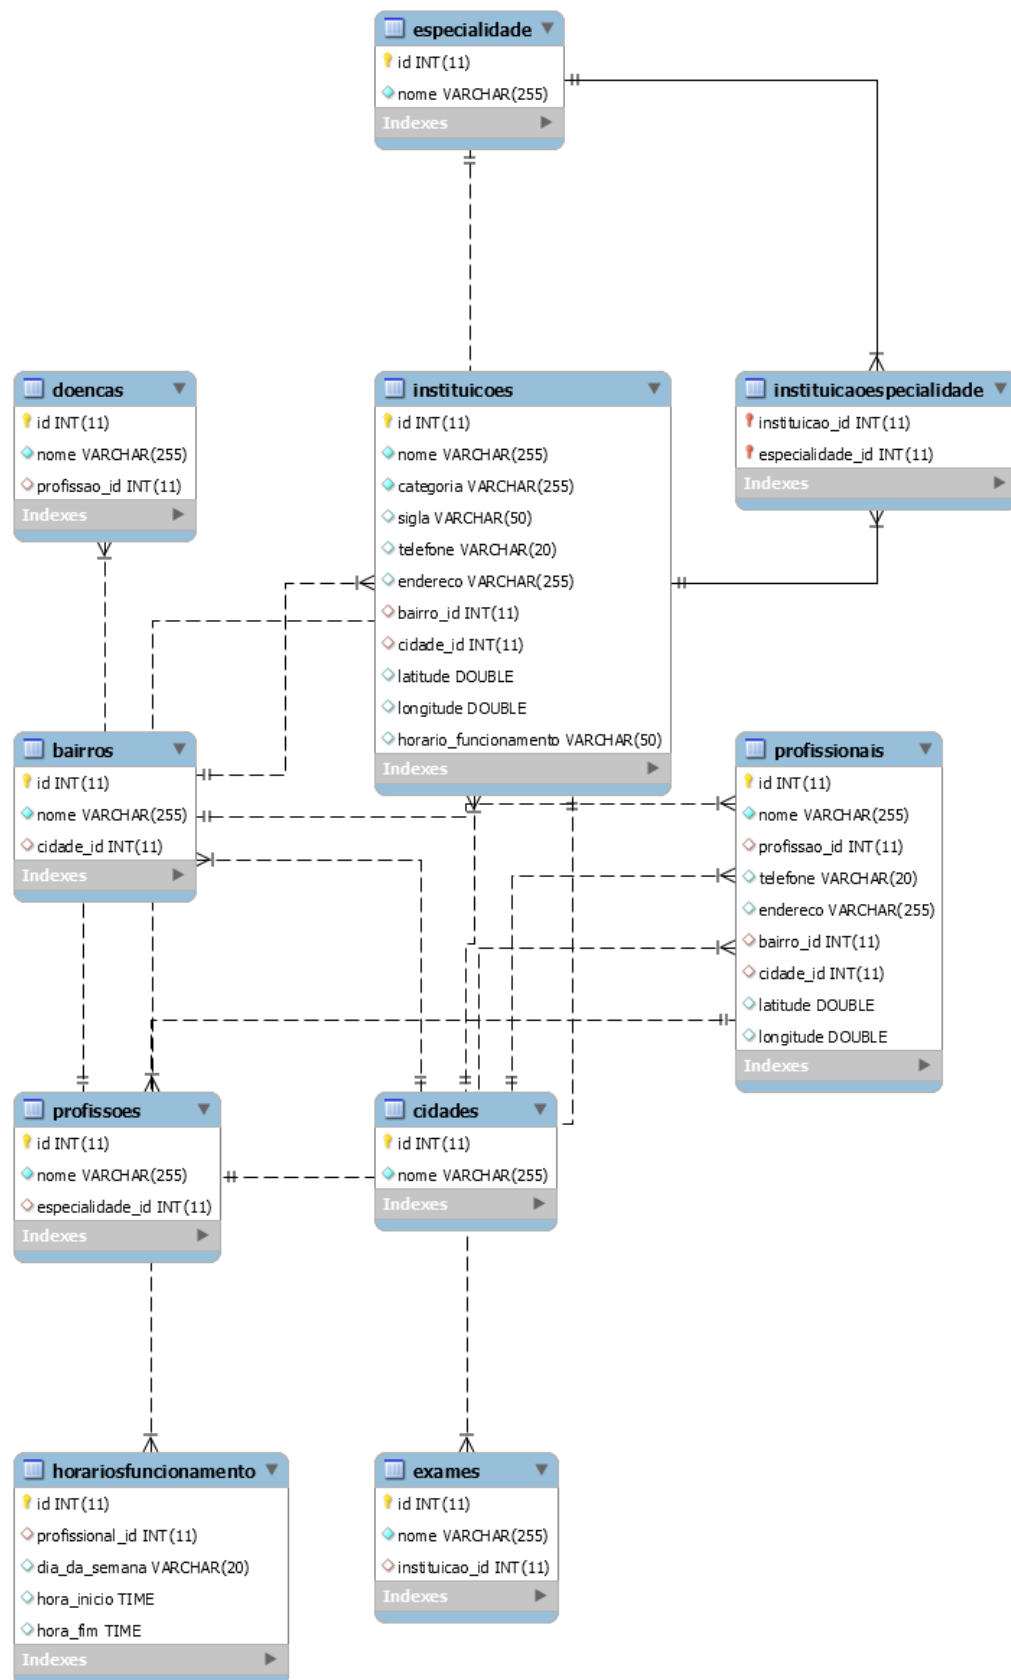 especialidade
id INT(11)
nome VARCHAR(255)
Indexes
doencas
id INT(11)
nome VARCHAR(255)
profissao_id INT(11)
Indexes
instituicoes
id INT(11)
nome VARCHAR(255)
categoria VARCHAR(255)
sigla VARCHAR(50)
telefone VARCHAR(20)
endereco VARCHAR(255)
bairro_id INT(11)
cidade_id INT(11)
latitude DOUBLE
longitude DOUBLE
horario_funcionamento VARCHAR(50)
Indexes
instituicaoespecialidade
instituicao_id INT(11)
especialidade_id INT(11)
Indexes
bairros
id INT(11)
nome VARCHAR(255)
cidade_id INT(11)
Indexes
profissionais
id INT(11)
nome VARCHAR(255)
profissao_id INT(11)
telefone VARCHAR(20)
endereco VARCHAR(255)
bairro_id INT(11)
cidade_id INT(11)
latitude DOUBLE
longitude DOUBLE
Indexes
profissoes
id INT(11)
nome VARCHAR(255)
especialidade_id INT(11)
Indexes
cidades
id INT(11)
nome VARCHAR(255)
Indexes
horariosfuncionamento
id INT(11)
profissional_id INT(11)
dia_da_semana VARCHAR(20)
hora_inicio TIME
hora_fim TIME
Indexes
exames
id INT(11)
nome VARCHAR(255)
instituicao_id INT(11)
Indexes